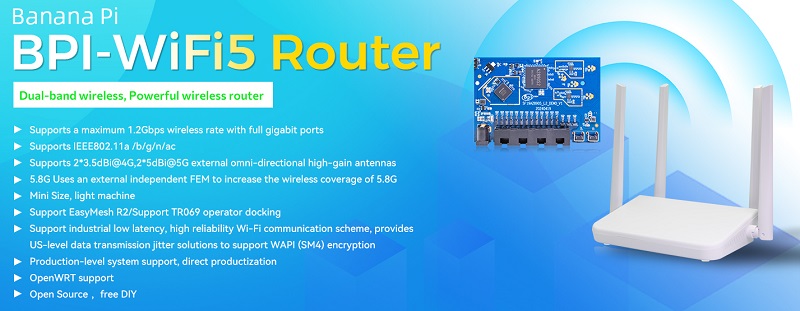 Banana Pi
BPI-WiFi5 Router
Dual-band wireless, Powerful wireless router
Supports a maximum 1.2Gbps wireless rate with full gigabit ports
Supports IEEE802.11a /b/g/n/ac
Supports 2*3.5dBi@4G,2*5dBi@5G external omni-directional high-gain antennas
5.8G Uses an external independent FEM to increase the wireless coverage of 5.8G
Mini Size, light machine
Support EasyMesh R2/Support TR069 operator docking
Support industrial low latency, high reliability Wi-Fi communication scheme, provides
US-level data transmission jitter solutions to support WAPI (SM4) encryption
Production-level system support, direct productization
OpenWRT support
Open Source , free DIY